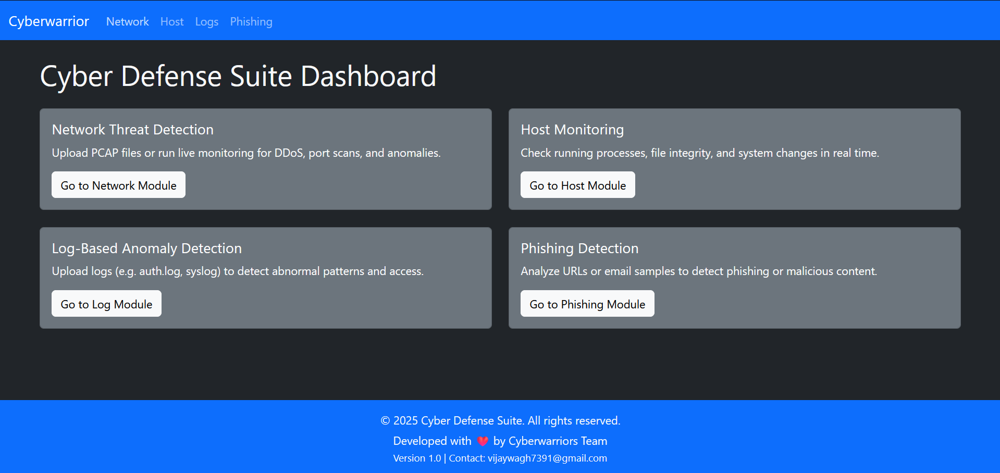 Cyberwarrior Network Host Logs Phishing
Cyber Defense Suite Dashboard
Network Threat Detection
Upload PCAP files or run live monitoring for DDoS, port scans, and anomalies.
Go to Network Module
Host Monitoring
Check running processes, file integrity, and system changes in real time.
Go to Host Module
Log-Based Anomaly Detection
Upload logs (e.g. auth.log, syslog) to detect abnormal patterns and access.
Go to Log Module
Phishing Detection
Analyze URLs or email samples to detect phishing or malicious content.
Go to Phishing Module
© 2025 Cyber Defense Suite. All rights reserved.
Developed with ❤️ by Cyberwarriors Team
Version 1.0 | Contact: vijaywagh7391@gmail.com